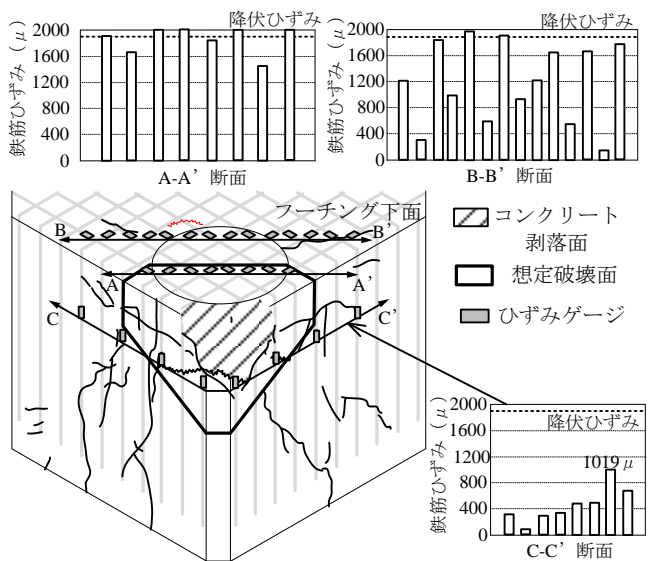 降伏ひずみ
鉄筋ひずみ (μ)
2000
1600
1200
800
400
0
A-A’ 断面
降伏ひずみ
鉄筋ひずみ (μ)
2000
1600
1200
800
400
0
B-B’ 断面
フーチング下面
B
B’
A
A’
C
C’
コンクリート
剥落面
想定破壊面
ひずみゲージ
鉄筋ひずみ (μ)
2000
1600
1200
800
400
0
降伏ひずみ
1019μ
C-C’ 断面